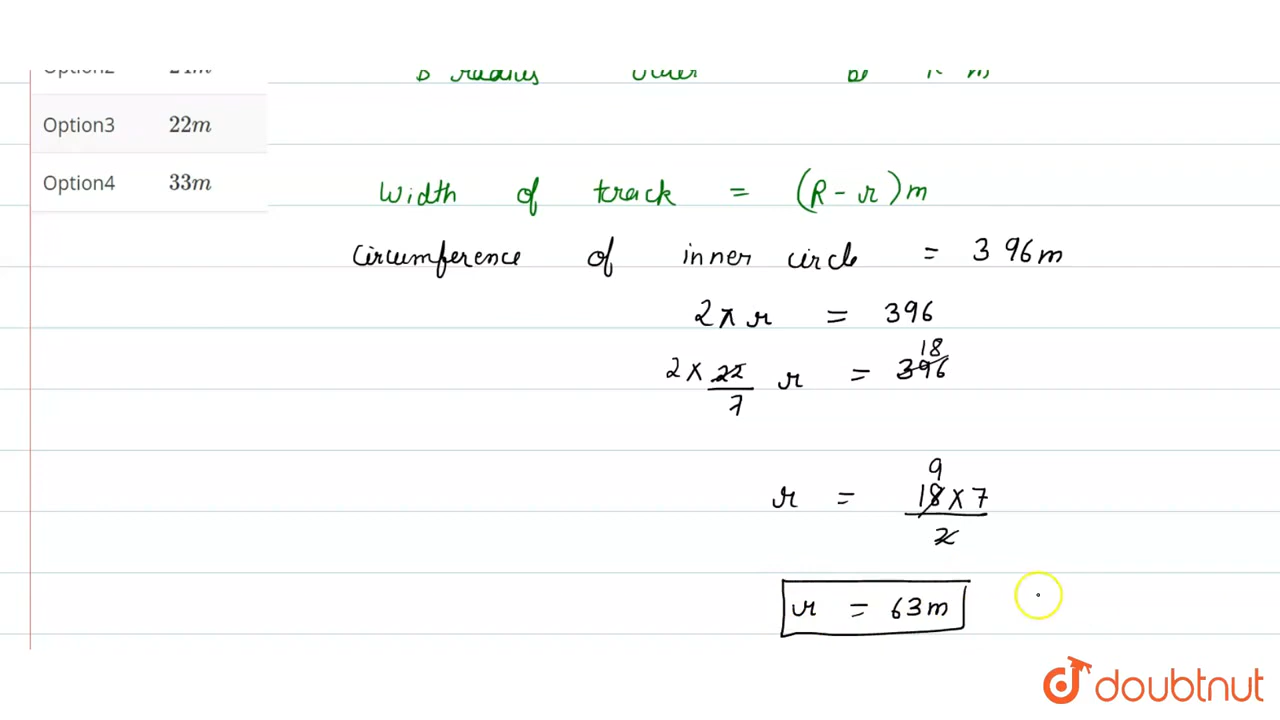 Option3 22m
Option4 33m
Width of track = (R - r) m
Circumference of inner circle = 396m
2πr = 396
18
2 × 22/7 r = 396
9
r = 18 × 7 / 2
r = 63m
doubtnut